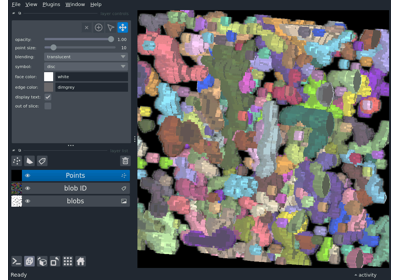 File View Plugins Window Help
opacity: 1.00
point size: 10
blending: translucent
symbol: disc
face color: white
edge color: dimgrey
display text:
out of slice:
Points
blob ID
blobs
Ready
activity